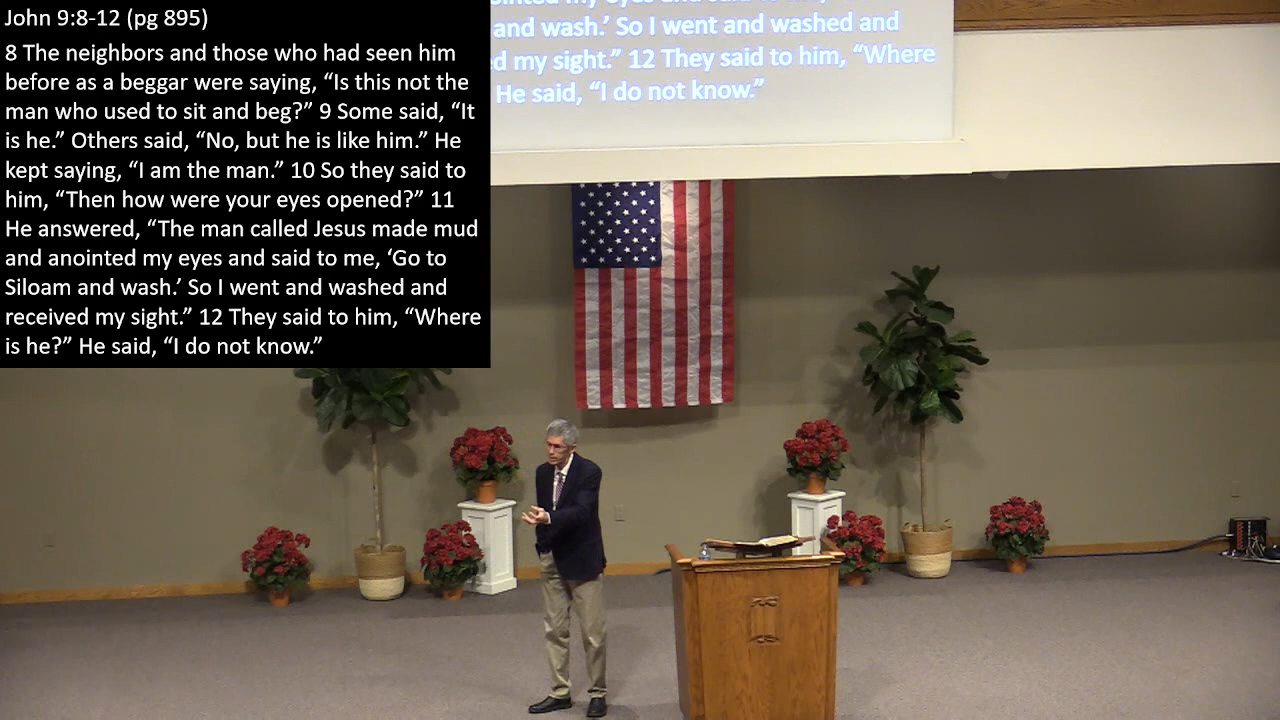 John 9:8-12 (pg 895)
8 The neighbors and those who had seen him
before as a beggar were saying, “Is this not the
man who used to sit and beg?” 9 Some said, “It
is he.” Others said, “No, but he is like him.” He
kept saying, “I am the man.” 10 So they said to
him, “Then how were your eyes opened?” 11
He answered, “The man called Jesus made mud
and anointed my eyes and said to me, ‘Go to
Siloam and wash.’ So I went and washed and
received my sight.” 12 They said to him, “Where
is he?” He said, “I do not know.”
my eyes and said to
and wash.’ So I went and washed and
my sight.” 12 They said to him, “Where
He said, “I do not know.”